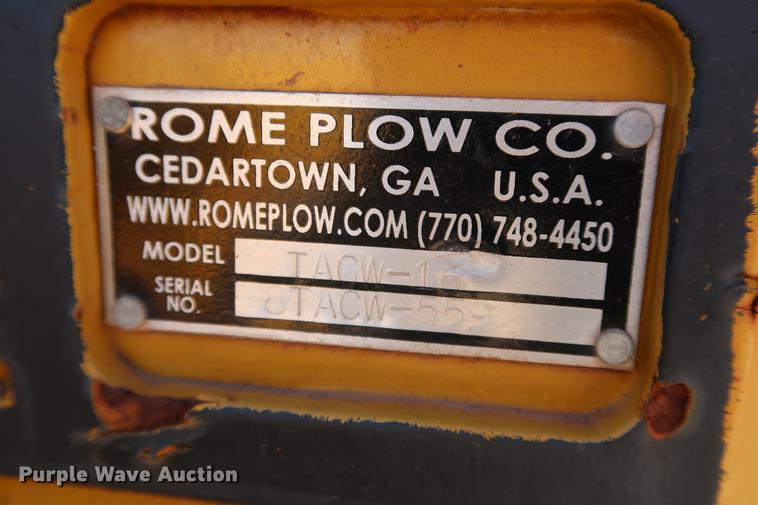 ROME PLOW CO.
CEDARTOWN, GA U.S.A.
WWW.ROMEPLOW.COM (770) 748-4450
MODEL TACW-18
SERIAL NO. 8TACW-559
Purple Wave Auction